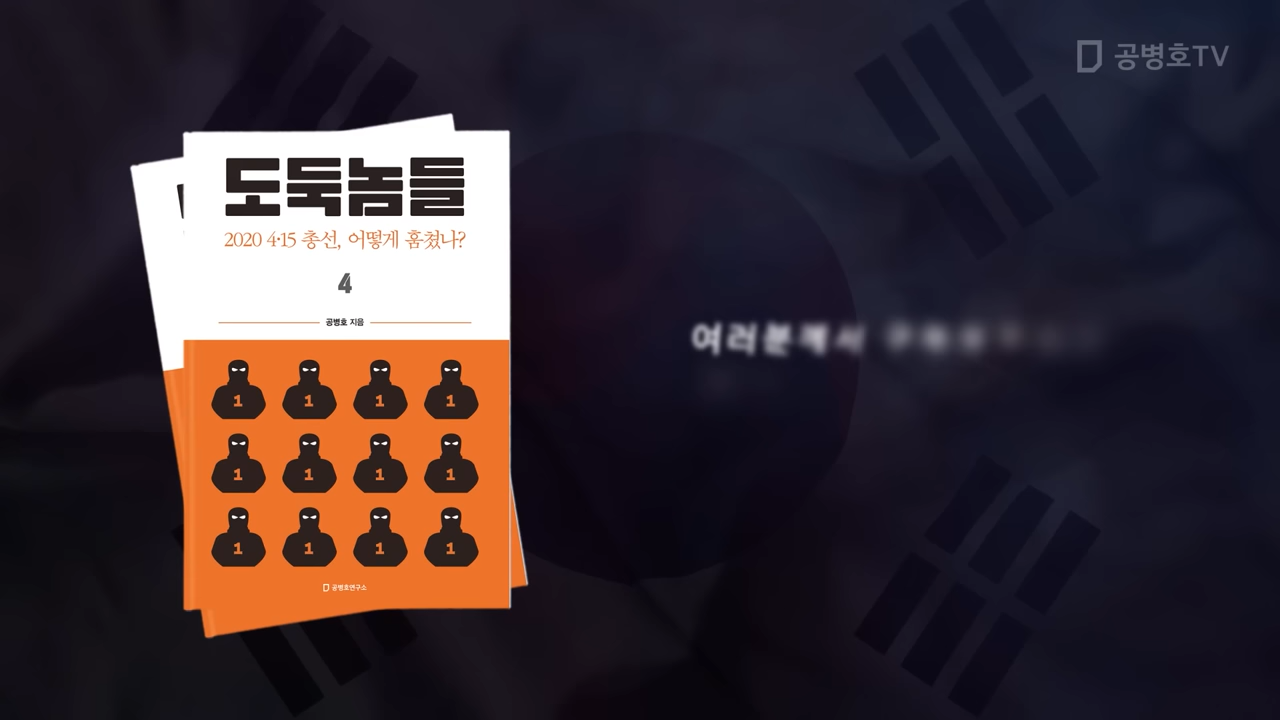 공병호TV
도둑놈들
2020 4·15 총선, 어떻게 훔쳤나?
4
공병호 지음
1 1 1 1
1 1 1 1
1 1 1 1
공병호연구소
여러분께서